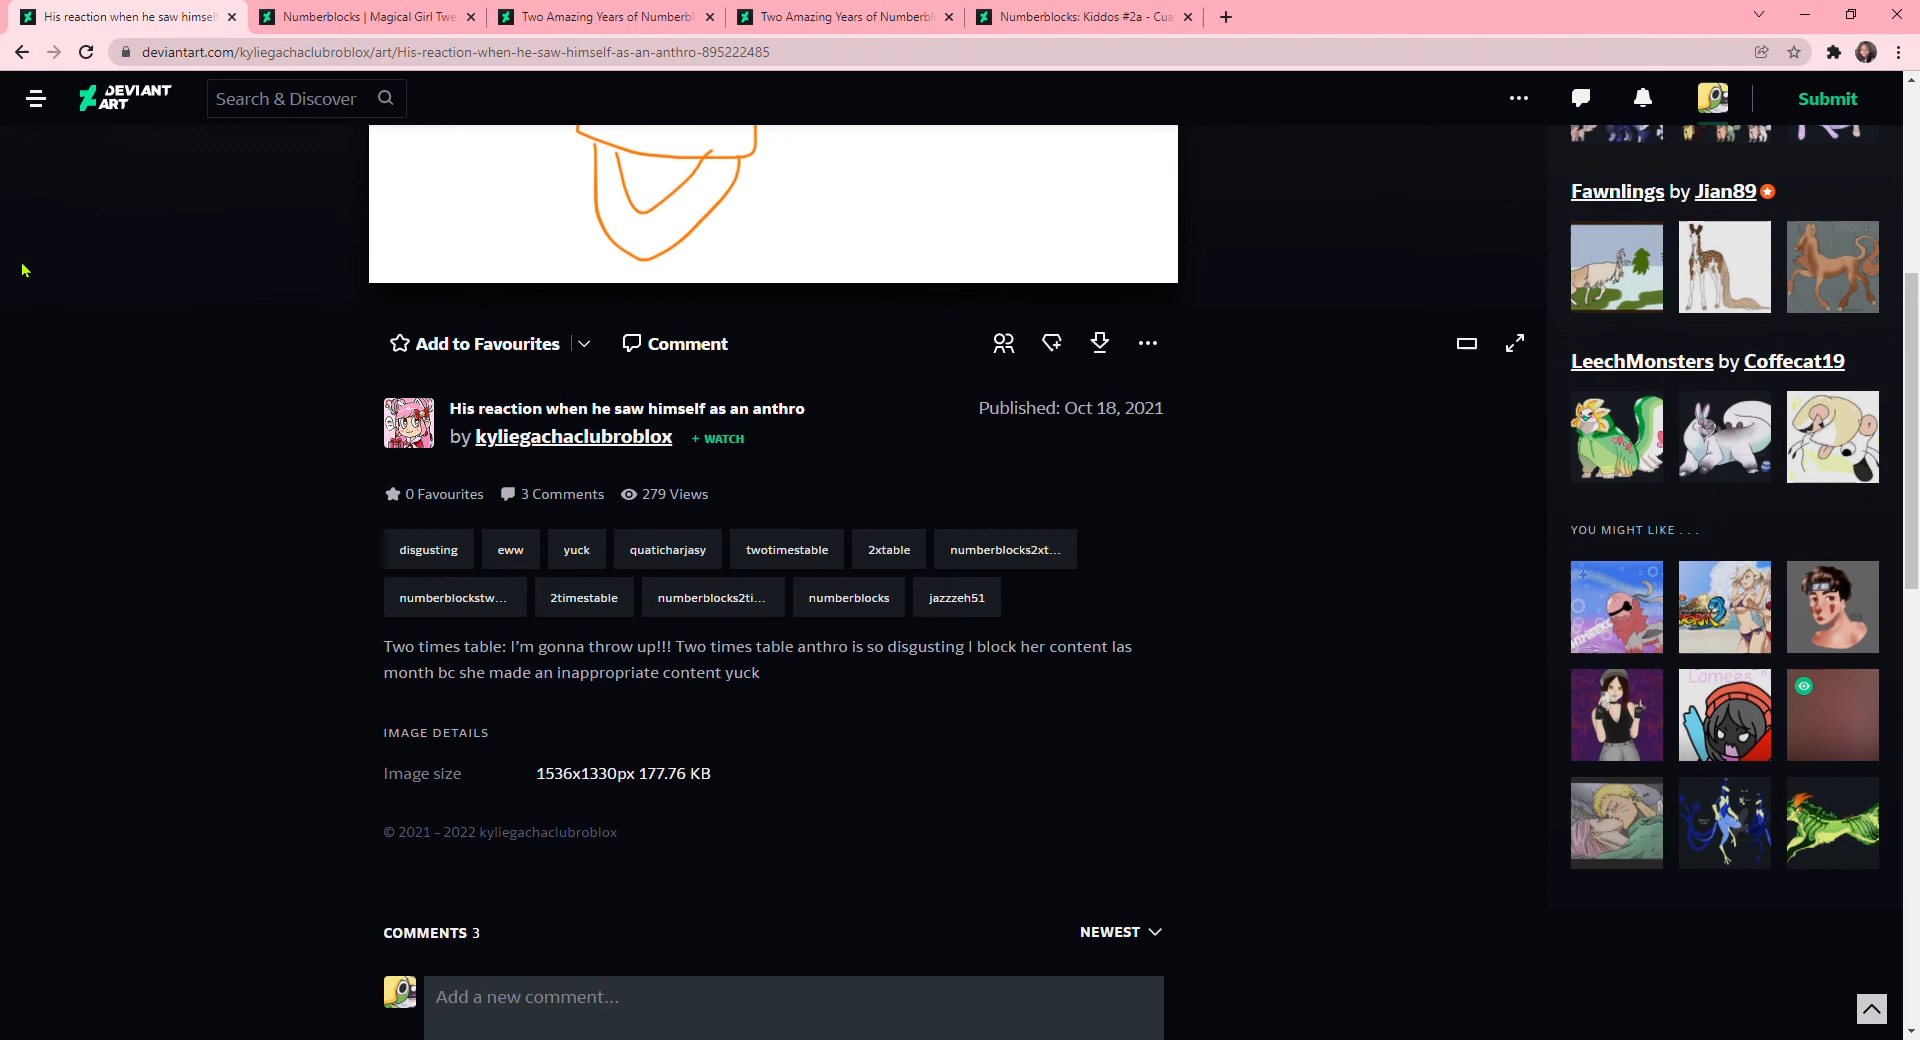 His reaction when he saw himsel
Numberblocks | Magical Girl Twe
Two Amazing Years of Numberbl
Two Amazing Years of Numberbl
Numberblocks: Kiddos #2a - Cua
deviantart.com/kyliegachaclubroblox/art/His-reaction-when-he-saw-himself-as-an-anthro-895222485
DEVIANT ART
Search & Discover
Submit
Fawnlings by Jian89
Add to Favourites
Comment
LeechMonsters by Coffecat19
His reaction when he saw himself as an anthro
Published: Oct 18, 2021
by kyliegachaclubroblox + WATCH
0 Favourites 3 Comments 279 Views
YOU MIGHT LIKE . . .
disgusting eww yuck quaticharjasy twotimestable 2xtable numberblocks2xt...
numberblockstw... 2timestable numberblocks2ti... numberblocks jazzzeh51
Two times table: I'm gonna throw up!!! Two times table anthro is so disgusting I block her content las
month bc she made an inappropriate content yuck
Lamees
IMAGE DETAILS
Image size 1536x1330px 177.76 KB
© 2021 - 2022 kyliegachaclubroblox
COMMENTS 3
NEWEST
Add a new comment...